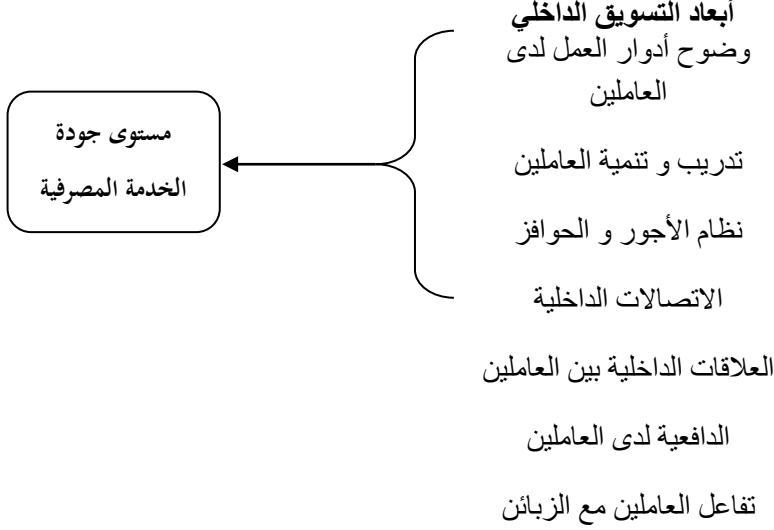 أبعاد التسويق الداخلي
وضوح أدوار العمل لدى
العاملين
تدريب و تنمية العاملين
نظام الأجور و الحوافز
الاتصالات الداخلية
العلاقات الداخلية بين العاملين
الدافعية لدى العاملين
تفاعل العاملين مع الزبائن
مستوى جودة
الخدمة المصرفية